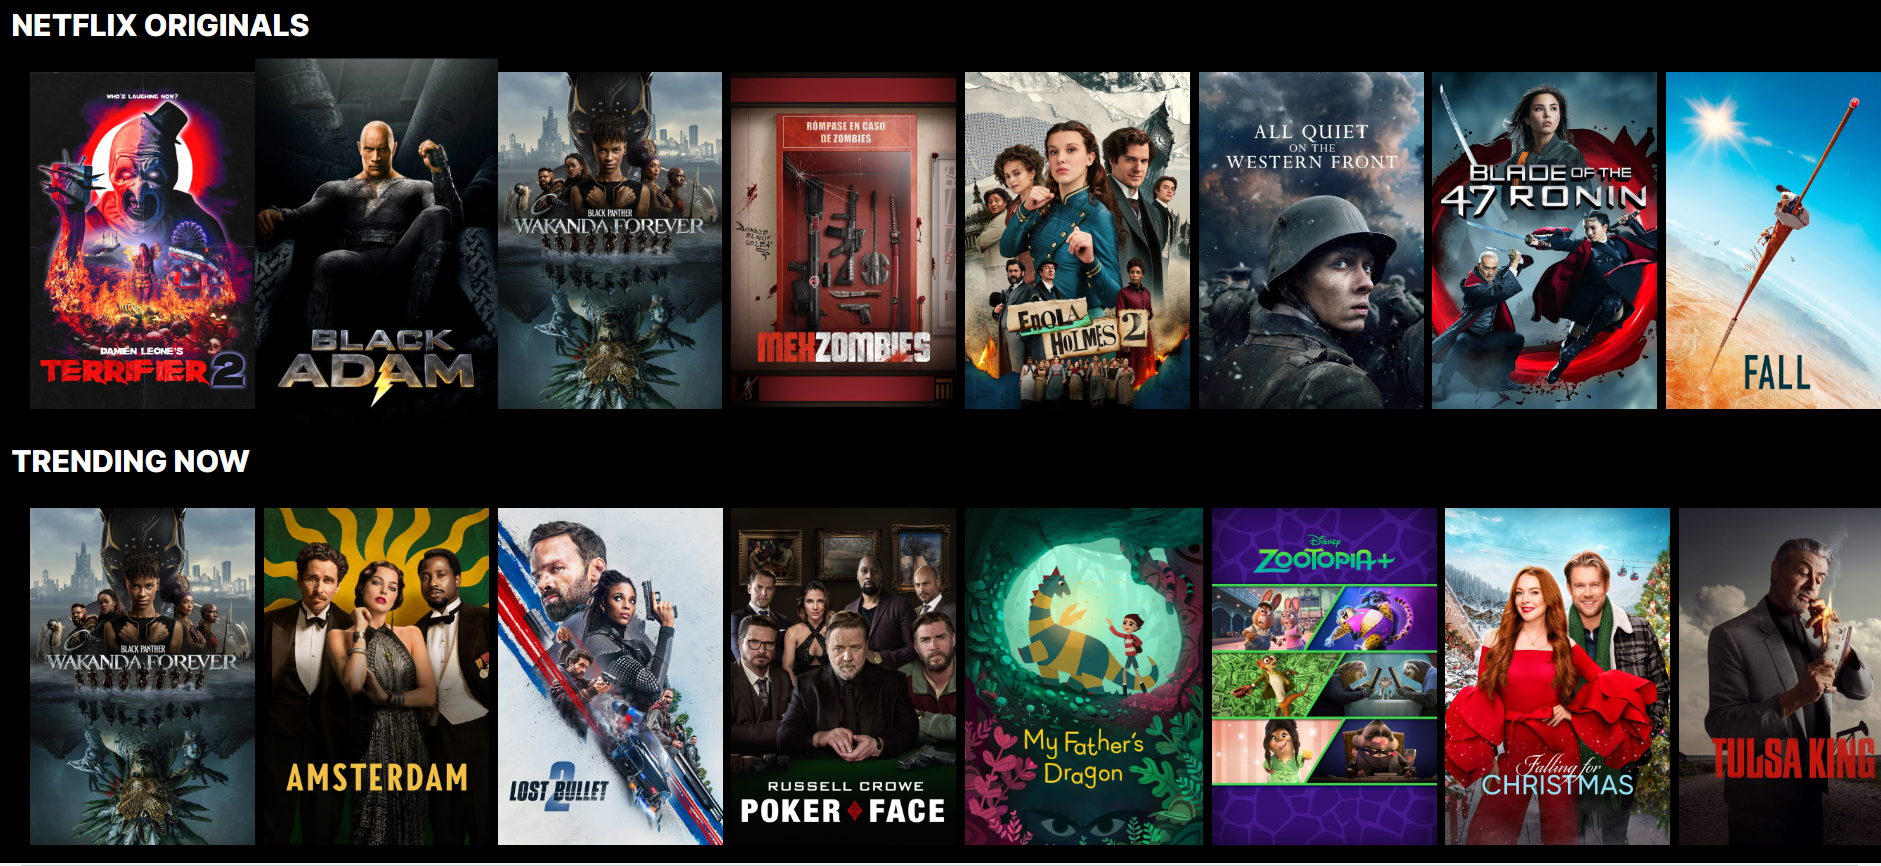 NETFLIX ORIGINALS
WHO'S LAUGHING NOW?
DAMIEN LEONE'S
TERRIFIER 2
BLACK
ADAM
BLACK PANTHER
WAKANDA FOREVER
RÓMPASE EN CASO
DE ZOMBIES
MEXZOMBIES
ENOLA
HOLMES 2
ALL QUIET
ON THE
WESTERN FRONT
BLADE OF THE
47 RONIN
FALL
TRENDING NOW
BLACK PANTHER
WAKANDA FOREVER
AMSTERDAM
LOST BULLET
2
RUSSELL CROWE
POKER FACE
My Father's
Dragon
Disney
ZOOTOPIA+
Falling for
CHRISTMAS
TULSA KING